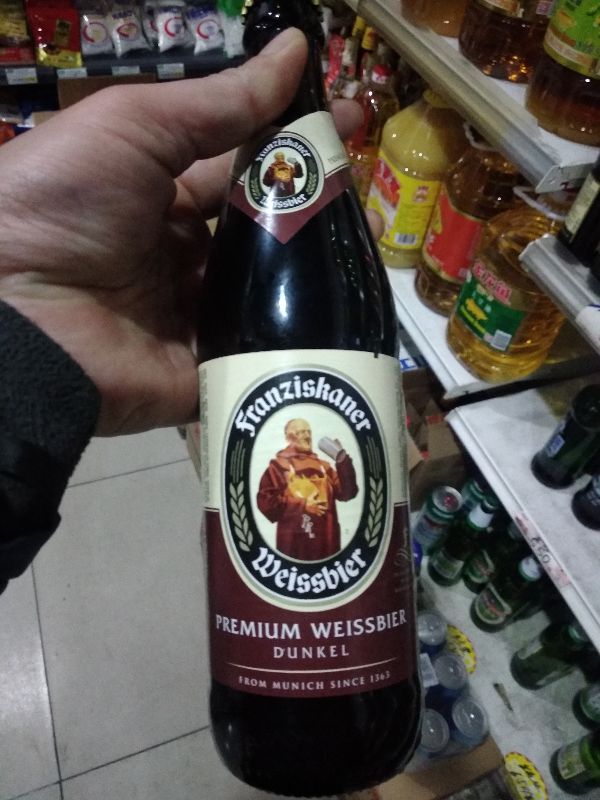 Franziskaner
Weissbier
Franziskaner
Weissbier
PREMIUM WEISSBIER
DUNKEL
FROM MUNICH SINCE 1363